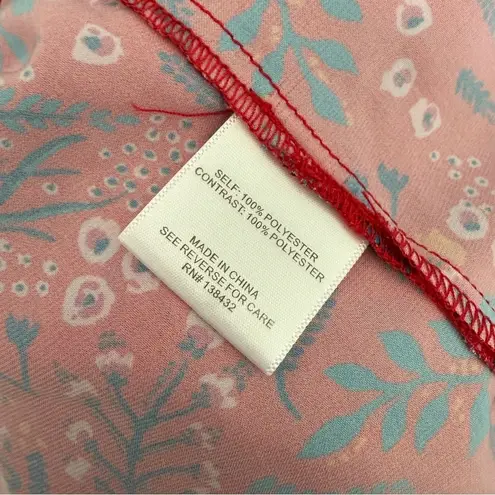 SELF: 100% POLYESTER
CONTRAST: 100% POLYESTER
MADE IN CHINA
SEE REVERSE FOR CARE
RN# 138432